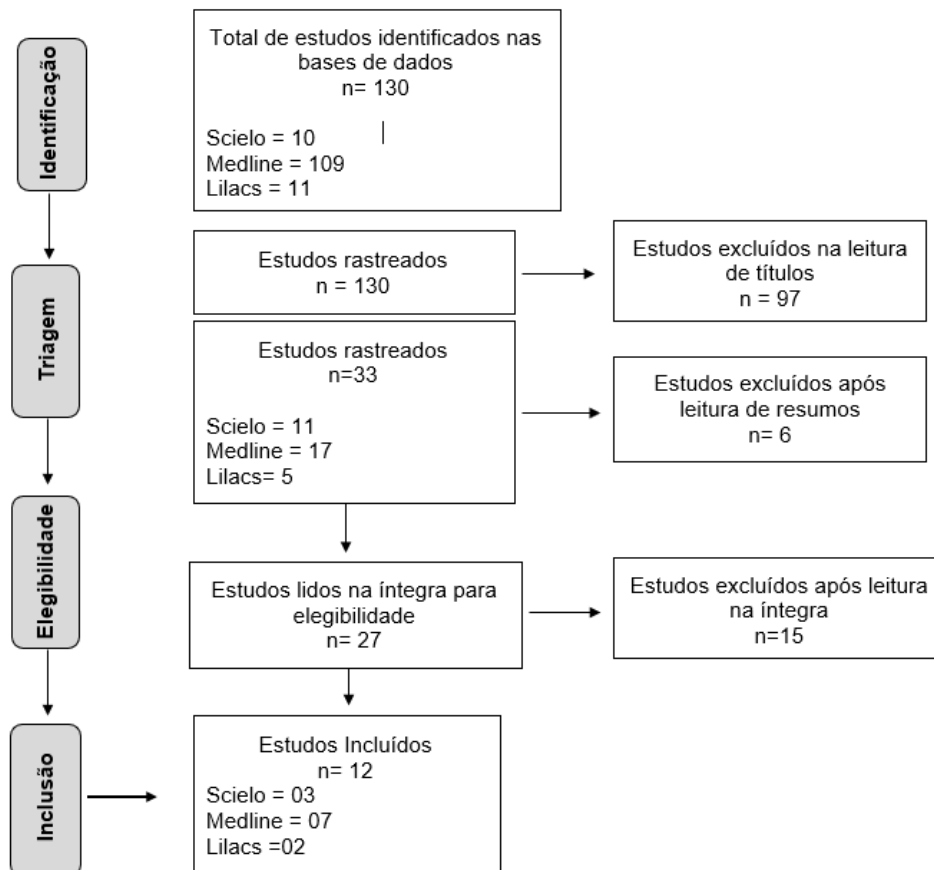 Identificação
Total de estudos identificados nas
bases de dados
n= 130
Scielo = 10
Medline = 109
Lilacs = 11
Triagem
Estudos rastreados
n = 130
Estudos excluídos na leitura
de títulos
n = 97
Estudos rastreados
n=33
Scielo = 11
Medline = 17
Lilacs= 5
Estudos excluídos após
leitura de resumos
n= 6
Elegibilidade
Estudos lidos na íntegra para
elegibilidade
n= 27
Estudos excluídos após leitura
na íntegra
n=15
Inclusão
Estudos Incluídos
n= 12
Scielo = 03
Medline = 07
Lilacs =02